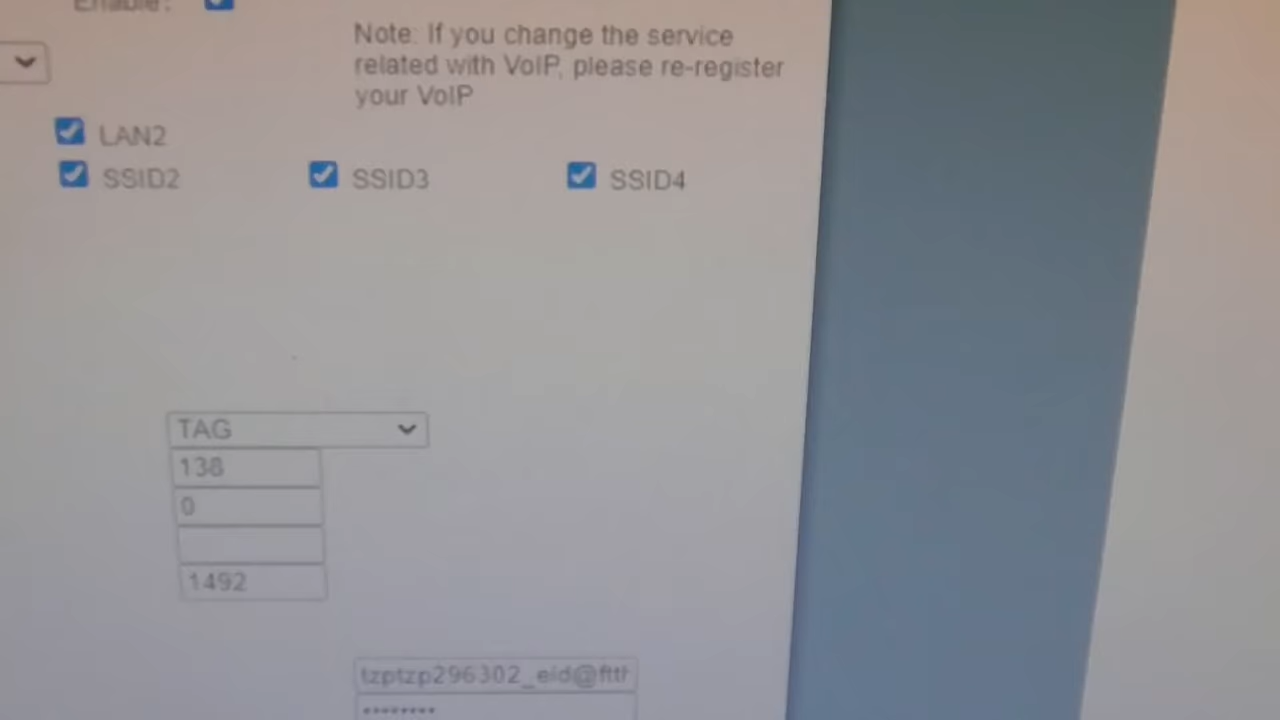 Enable:
Note: If you change the service
related with VoIP, please re-register
your VoIP
LAN2
SSID2 SSID3 SSID4
TAG
138
0
1492
tzptzp296302_eid@ftth
********